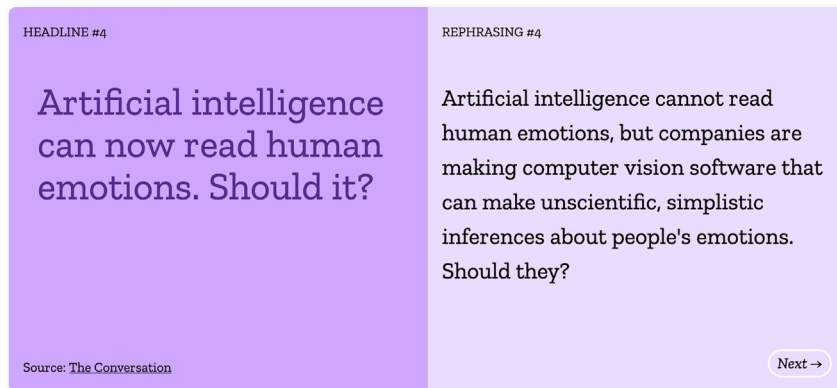 HEADLINE #4
Artificial intelligence
can now read human
emotions. Should it?
Source: The Conversation
REPHRASING #4
Artificial intelligence cannot read
human emotions, but companies are
making computer vision software that
can make unscientific, simplistic
inferences about people's emotions.
Should they?
Next →